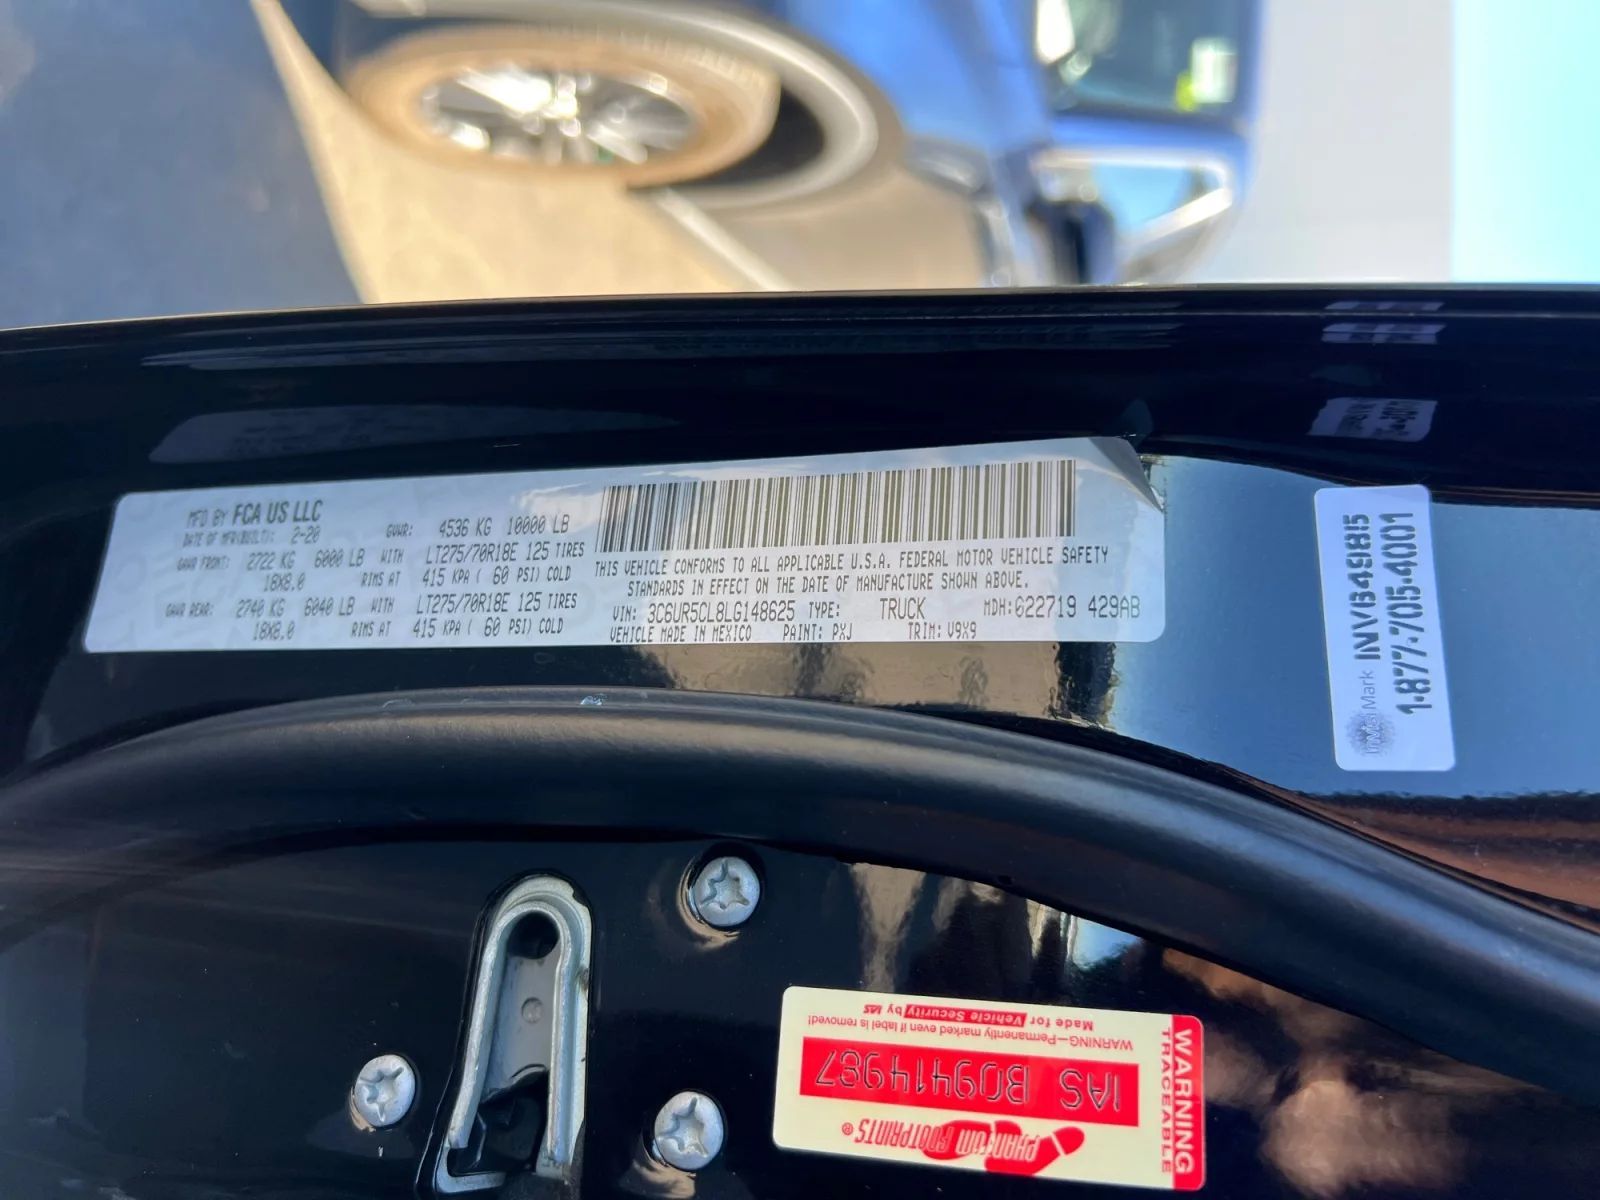 MFD BY FCA US LLC
DATE OF MFR(BUILT): 2-20 GVWR: 4536 KG 10000 LB
GAWR FRONT: 2722 KG 6000 LB WITH LT275/70R18E 125 TIRES
18X8.0 RIMS AT 415 KPA ( 60 PSI) COLD
GAWR REAR: 2740 KG 6040 LB WITH LT275/70R18E 125 TIRES
18X8.0 RIMS AT 415 KPA ( 60 PSI) COLD
THIS VEHICLE CONFORMS TO ALL APPLICABLE U.S.A. FEDERAL MOTOR VEHICLE SAFETY
STANDARDS IN EFFECT ON THE DATE OF MANUFACTURE SHOWN ABOVE.
VIN: 3C6UR5CL8LG148625 TYPE: TRUCK MDH:022719 429AB
VEHICLE MADE IN MEXICO PAINT: PXJ TRIM: V9X9
InVisiMark INV64985
1-877-705-4001
WARNING
TRACEABLE
PHANTOM FOOTPRINTS®
IAS B09414987
WARNING—Permanently marked even if label is removed!
Made for Vehicle Security by IAS